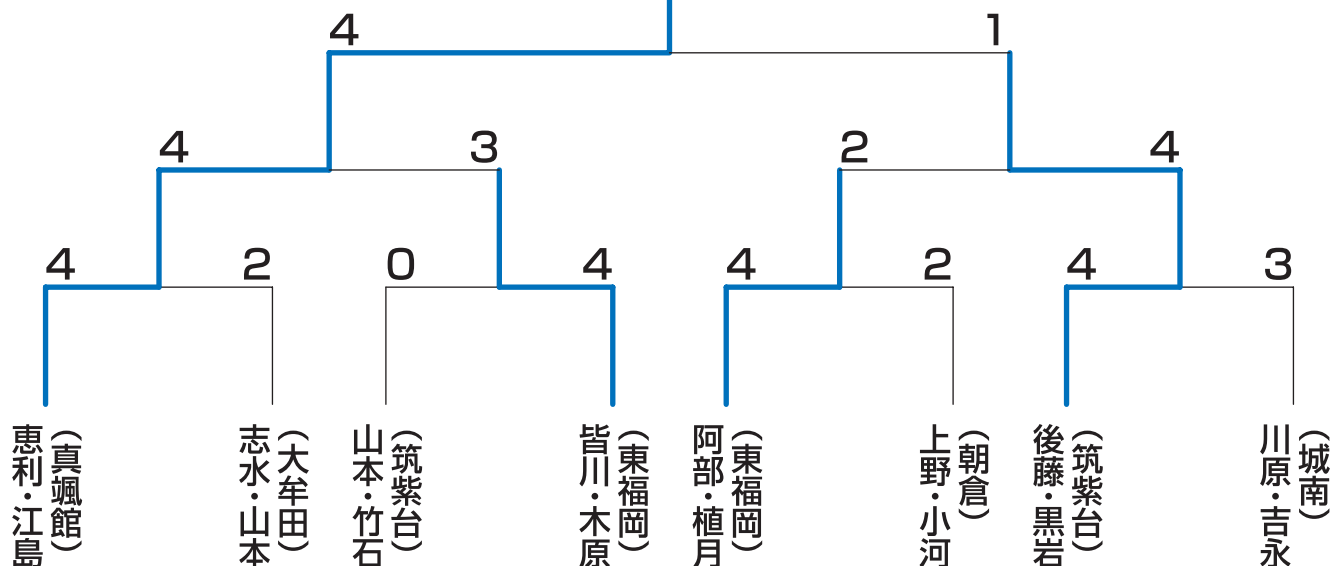 4
1
4
3
2
4
4
2
0
4
4
2
4
3
恵利・江島
(真颯館)
志水・山本
(大牟田)
山本・竹石
(筑紫台)
皆川・木原
(東福岡)
阿部・植月
(東福岡)
上野・小河
(朝倉)
後藤・黒岩
(筑紫台)
川原・吉永
(城南)